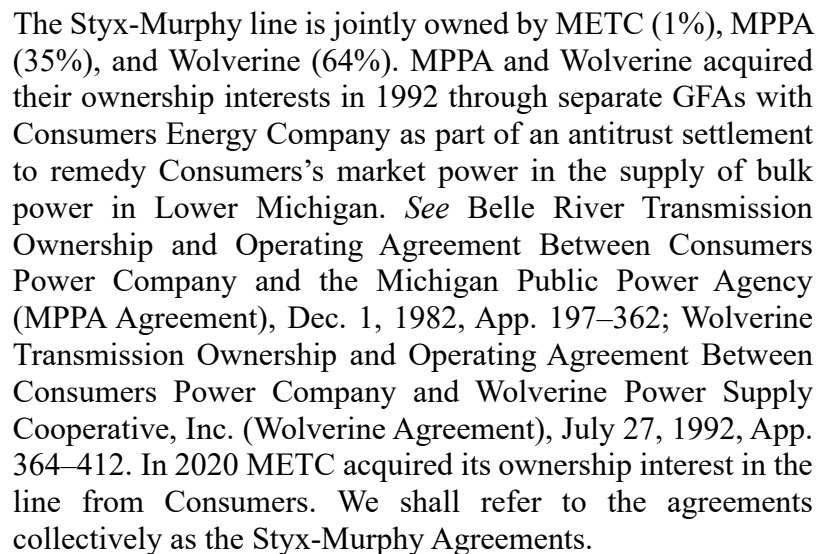 The Styx-Murphy line is jointly owned by METC (1%), MPPA
(35%), and Wolverine (64%). MPPA and Wolverine acquired
their ownership interests in 1992 through separate GFAs with
Consumers Energy Company as part of an antitrust settlement
to remedy Consumers’s market power in the supply of bulk
power in Lower Michigan. See Belle River Transmission
Ownership and Operating Agreement Between Consumers
Power Company and the Michigan Public Power Agency
(MPPA Agreement), Dec. 1, 1982, App. 197–362; Wolverine
Transmission Ownership and Operating Agreement Between
Consumers Power Company and Wolverine Power Supply
Cooperative, Inc. (Wolverine Agreement), July 27, 1992, App.
364–412. In 2020 METC acquired its ownership interest in the
line from Consumers. We shall refer to the agreements
collectively as the Styx-Murphy Agreements.